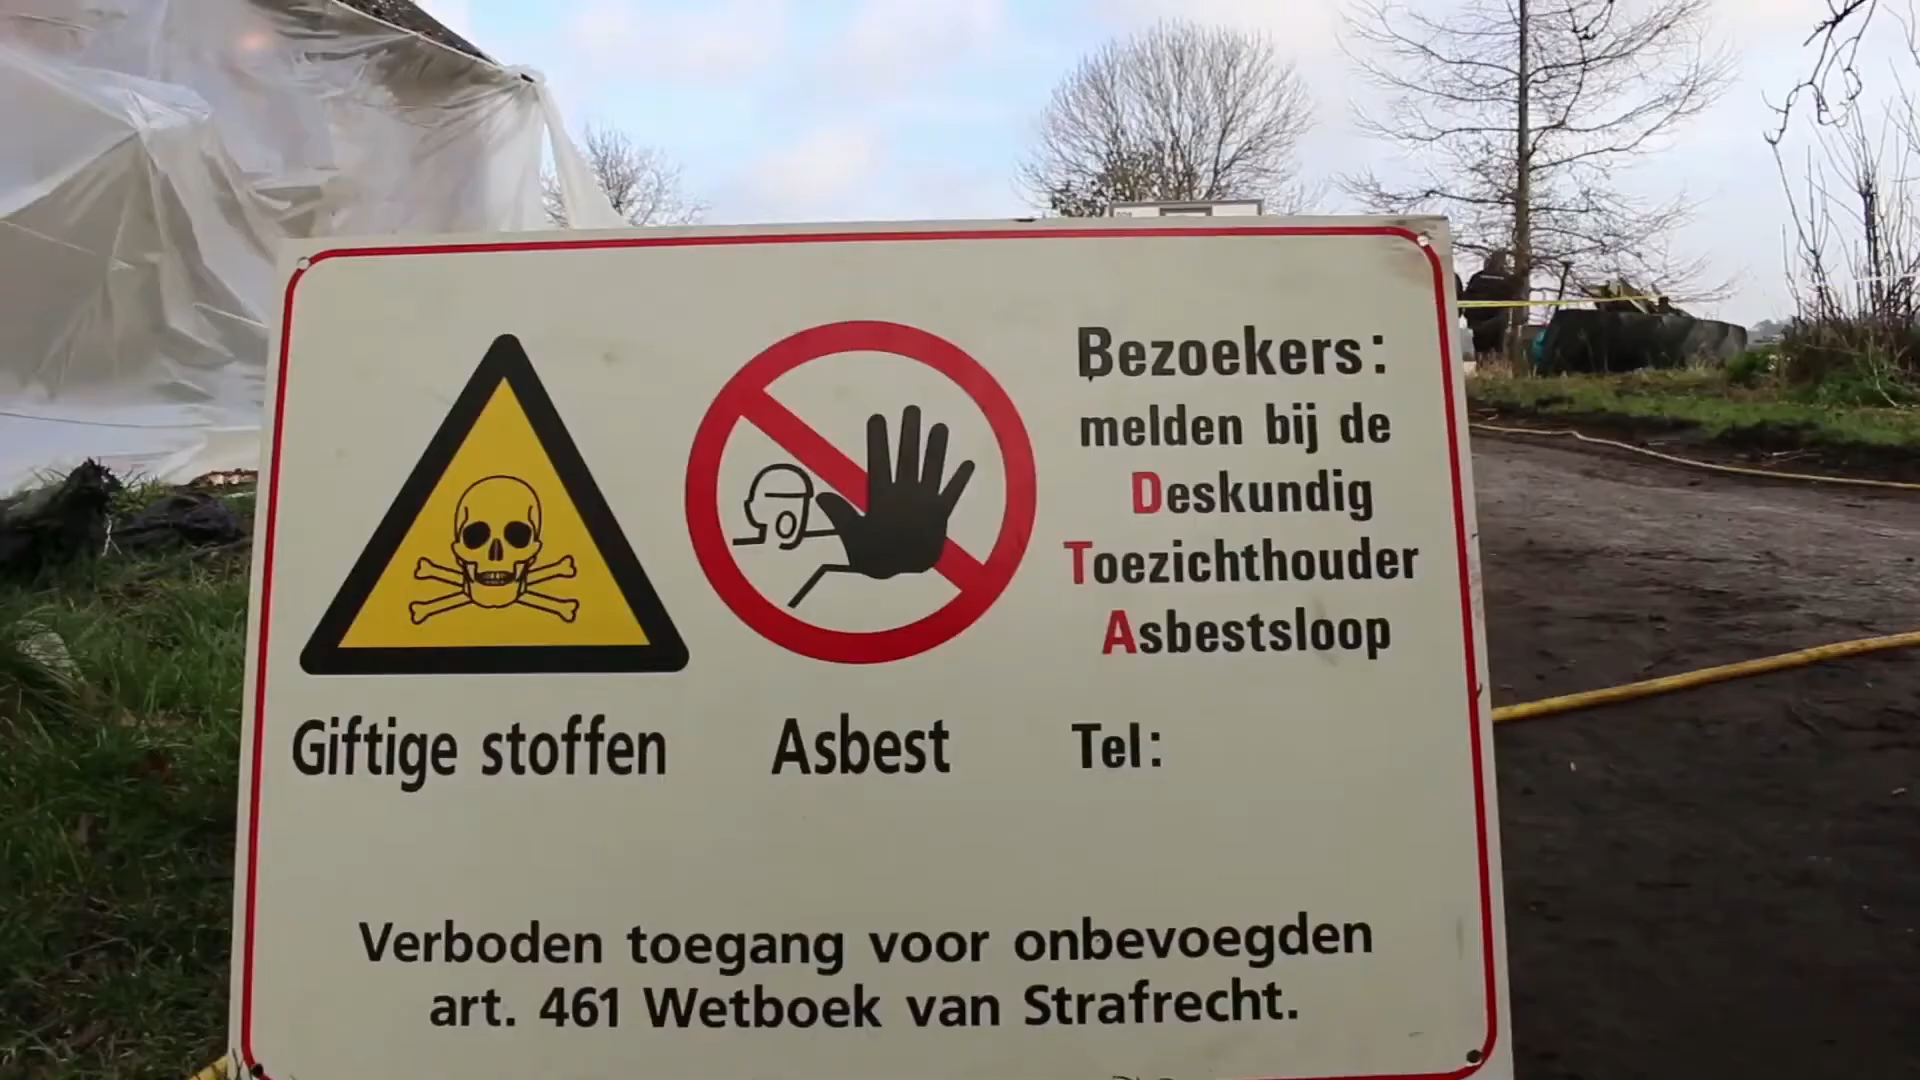 Bezoekers:
melden bij de
Deskundig
Toezichthouder
Asbestsloop
Giftige stoffen
Asbest
Tel:
Verboden toegang voor onbevoegden
art. 461 Wetboek van Strafrecht.